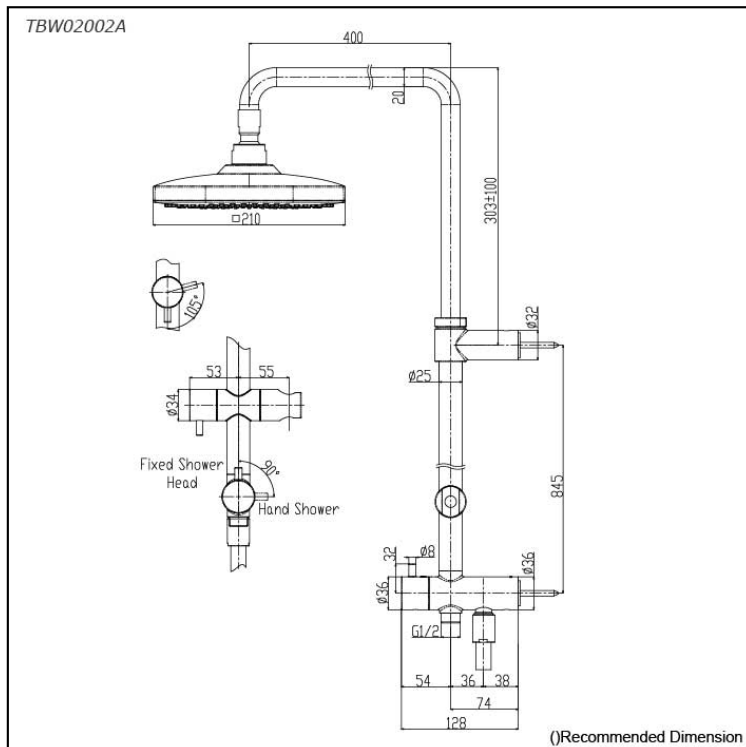 TBW02002A
400
20
303±100
□210
105°
Ø32
53 55
Ø34
Ø25
Fixed Shower
Head
90°
Hand Shower
845
32
Ø8
Ø36
Ø36
G1/2
54 36 38
74
128
()Recommended Dimension